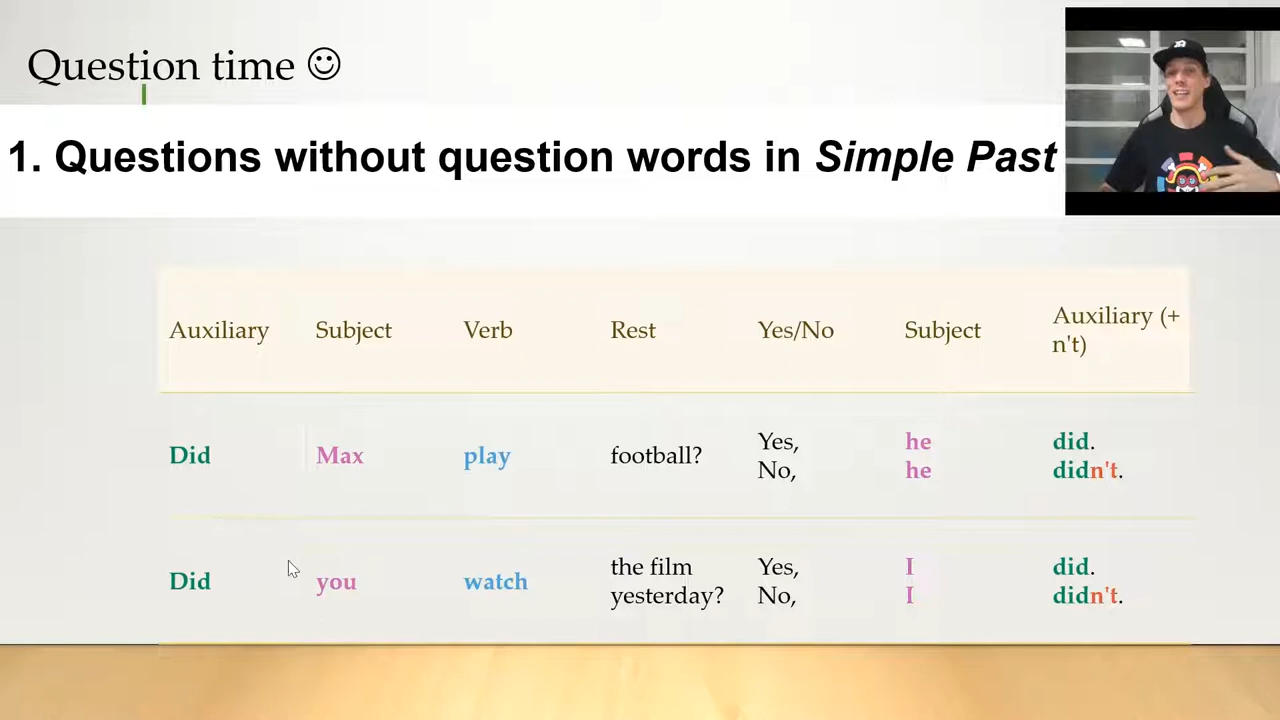 Question time ☺
1. Questions without question words in Simple Past
Auxiliary Subject Verb Rest Yes/No Subject Auxiliary (+
n't)
Did Max play football? Yes, he did.
No, he didn't.
Did you watch the film Yes, I did.
yesterday? No, I didn't.